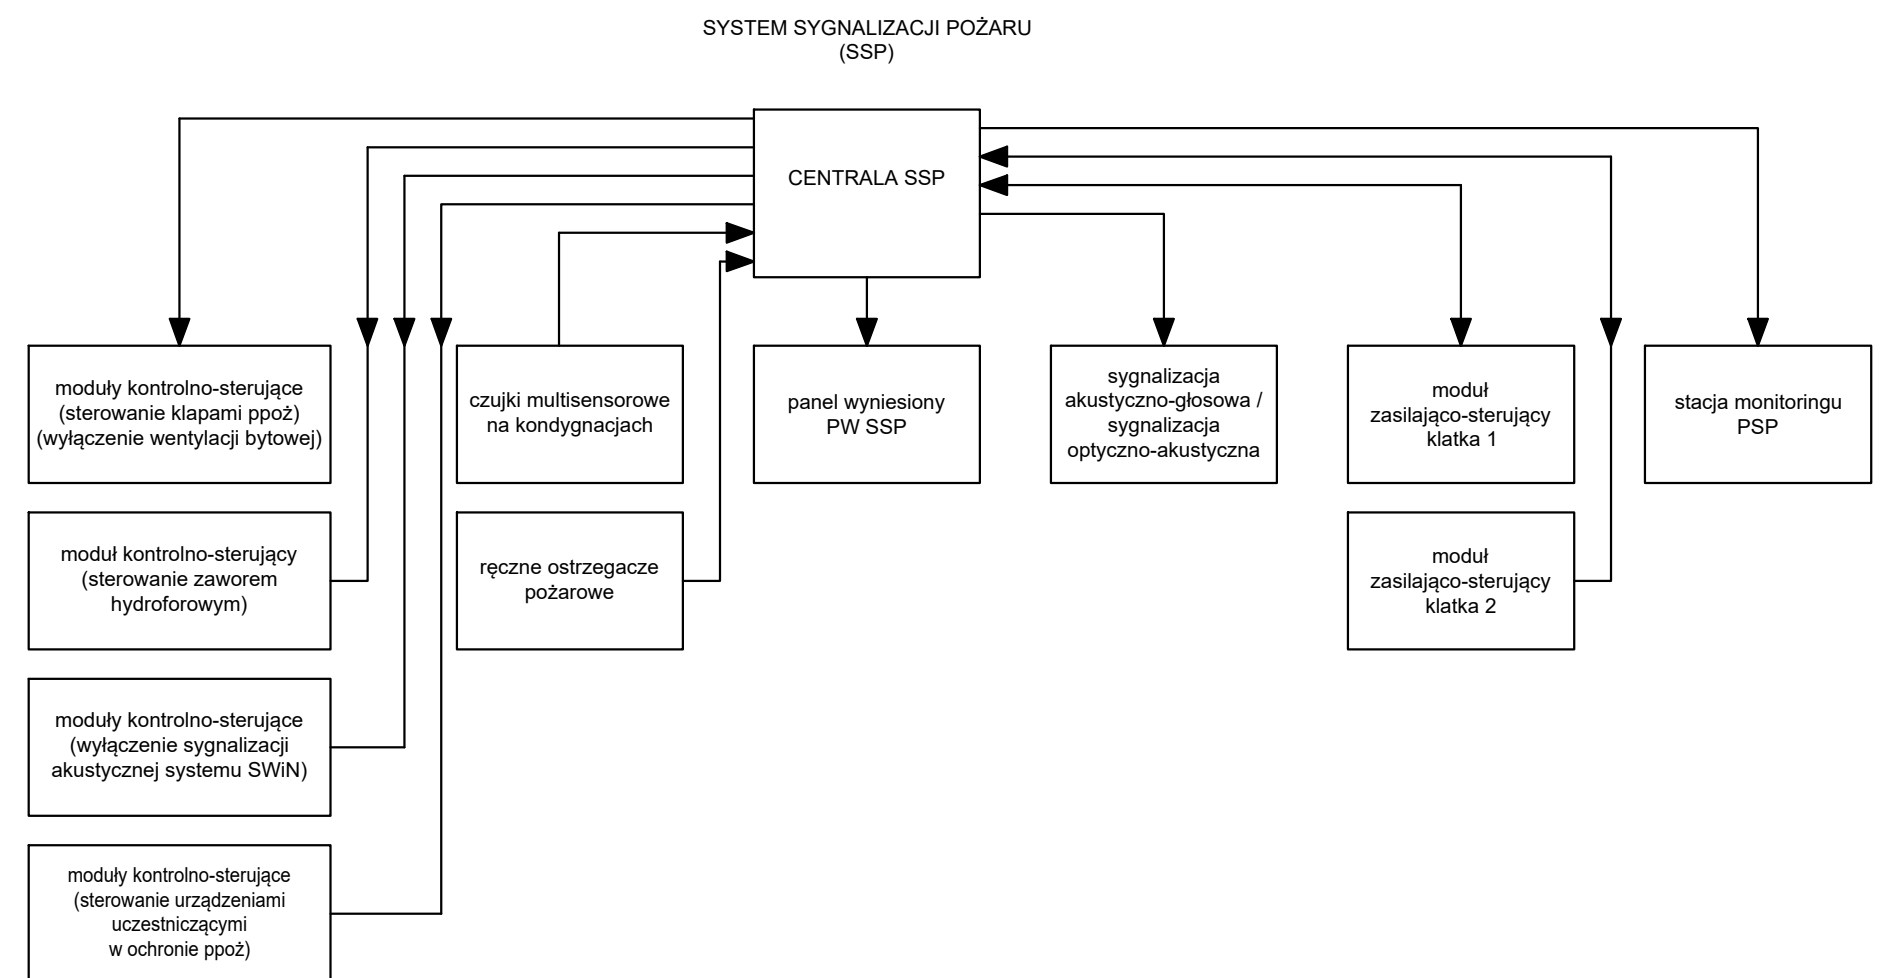 SYSTEM SYGNALIZACJI POŻARU
(SSP)
CENTRALA SSP
moduły kontrolno-sterujące
(sterowanie klapami ppoż)
(wyłączenie wentylacji bytowej)
czujki multisensorowe
na kondygnacjach
panel wyniesiony
PW SSP
sygnalizacja
akustyczno-głosowa /
sygnalizacja
optyczno-akustyczna
moduł
zasilająco-sterujący
klatka 1
stacja monitoringu
PSP
moduł kontrolno-sterujący
(sterowanie zaworem
hydroforowym)
ręczne ostrzegacze
pożarowe
moduł
zasilająco-sterujący
klatka 2
moduły kontrolno-sterujące
(wyłączenie sygnalizacji
akustycznej systemu SWiN)
moduły kontrolno-sterujące
(sterowanie urządzeniami
uczestniczącymi
w ochronie ppoż)